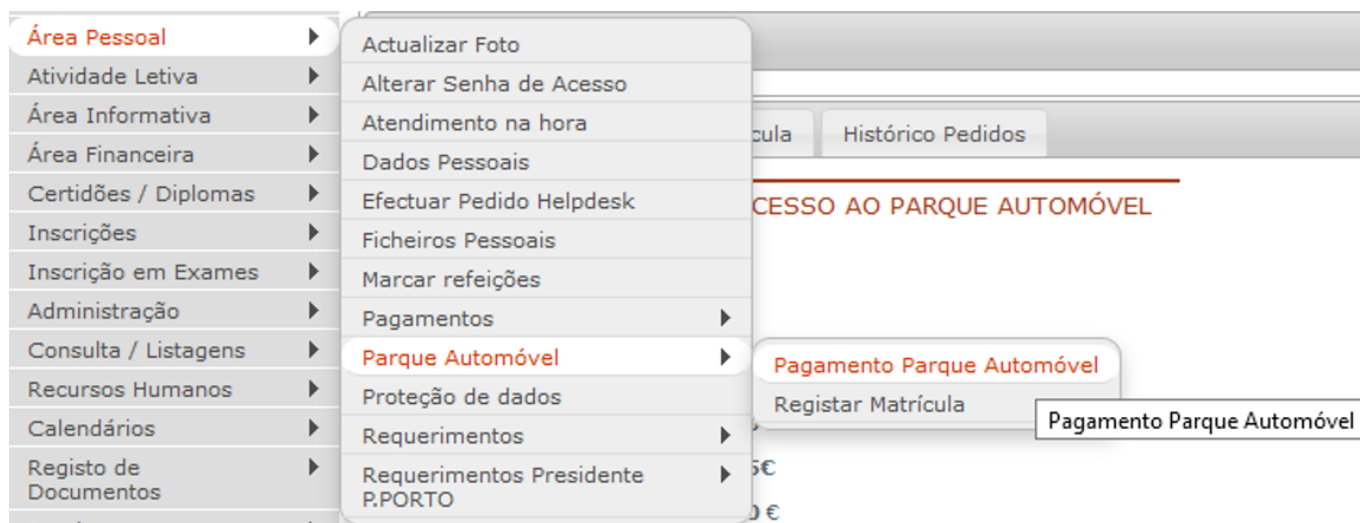 Área Pessoal
Atividade Letiva
Área Informativa
Área Financeira
Certidões / Diplomas
Inscrições
Inscrição em Exames
Administração
Consulta / Listagens
Recursos Humanos
Calendários
Registo de
Documentos
Actualizar Foto
Alterar Senha de Acesso
Atendimento na hora
Dados Pessoais
Efectuar Pedido Helpdesk
Ficheiros Pessoais
Marcar refeições
Pagamentos
Parque Automóvel
Proteção de dados
Requerimentos
Requerimentos Presidente
P.PORTO
Pagamento Parque Automóvel
Registar Matrícula
Pagamento Parque Automóvel
cula
Histórico Pedidos
CESSO AO PARQUE AUTOMÓVEL
5€
0 €